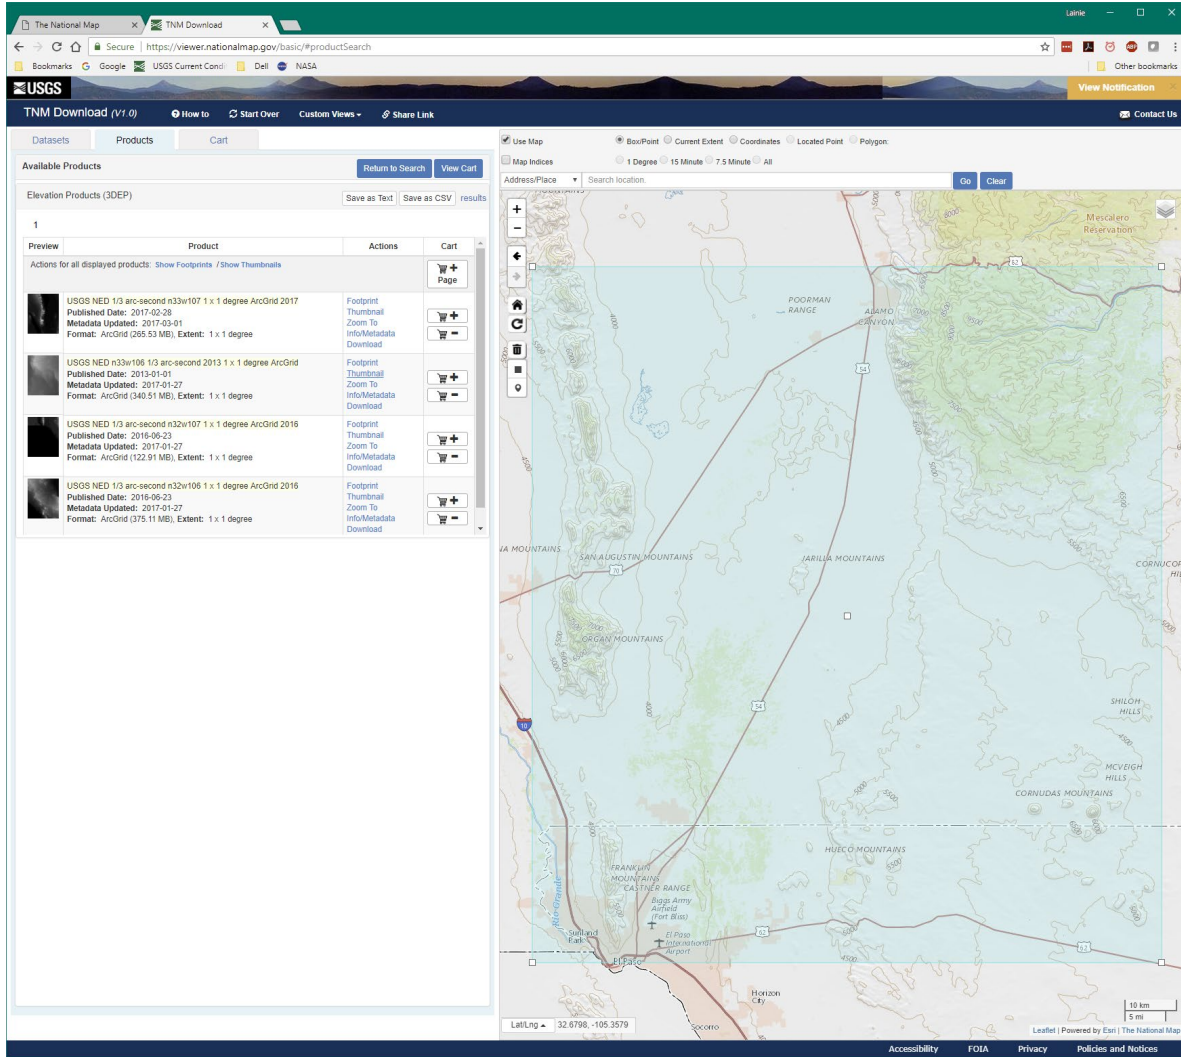 Lainie
The National Map
TNM Download
Secure | https://viewer.nationalmap.gov/basic/#productSearch
Bookmarks Google USGS Current Condi Dell NASA Other bookmarks
USGS
View Notification
TNM Download (V1.0) How to Start Over Custom Views Share Link Contact Us
Datasets Products Cart
Available Products Return to Search View Cart
Elevation Products (3DEP) Save as Text Save as CSV results
1
Preview Product Actions Cart
Actions for all displayed products: Show Footprints / Show Thumbnails
Page
USGS NED 1/3 arc-second n33w107 1 x 1 degree ArcGrid 2017
Published Date: 2017-02-28
Metadata Updated: 2017-03-01
Format: ArcGrid (265.53 MB), Extent: 1 x 1 degree
Footprint
Thumbnail
Zoom To
Info/Metadata
Download
USGS NED n33w106 1/3 arc-second 2013 1 x 1 degree ArcGrid
Published Date: 2013-01-01
Metadata Updated: 2017-01-27
Format: ArcGrid (340.51 MB), Extent: 1 x 1 degree
Footprint
Thumbnail
Zoom To
Info/Metadata
Download
USGS NED 1/3 arc-second n32w107 1 x 1 degree ArcGrid 2016
Published Date: 2016-06-23
Metadata Updated: 2017-01-27
Format: ArcGrid (122.91 MB), Extent: 1 x 1 degree
Footprint
Thumbnail
Zoom To
Info/Metadata
Download
USGS NED 1/3 arc-second n32w106 1 x 1 degree ArcGrid 2016
Published Date: 2016-06-23
Metadata Updated: 2017-01-27
Format: ArcGrid (375.11 MB), Extent: 1 x 1 degree
Footprint
Thumbnail
Zoom To
Info/Metadata
Download
Use Map Box/Point Current Extent Coordinates Located Point Polygon:
Map Indices 1 Degree 15 Minute 7.5 Minute All
Address/Place Search location. Go Clear
MOUNTAINS
Mescalero
Reservation
62
POORMAN
RANGE
ALAMO
CANYON
54
SAN AUGUSTIN MOUNTAINS
70
JARILLA MOUNTAINS
ORGAN MOUNTAINS
54
10
SHILOH
HILLS
MCVEIGH
HILLS
CORNUDAS MOUNTAINS
HUECO MOUNTAINS
FRANKLIN
MOUNTAINS
CASTNER RANGE
Biggs Army
Airfield
(Fort Bliss)
Rio Grande
Sunland
Park
El Paso
International
Airport
62
62
El Paso
Horizon
City
Socorro
10 km
5 mi
Lat/Lng 32.6798, -105.3579
Leaflet | Powered by Esri | The National Map
Accessibility FOIA Privacy Policies and Notices